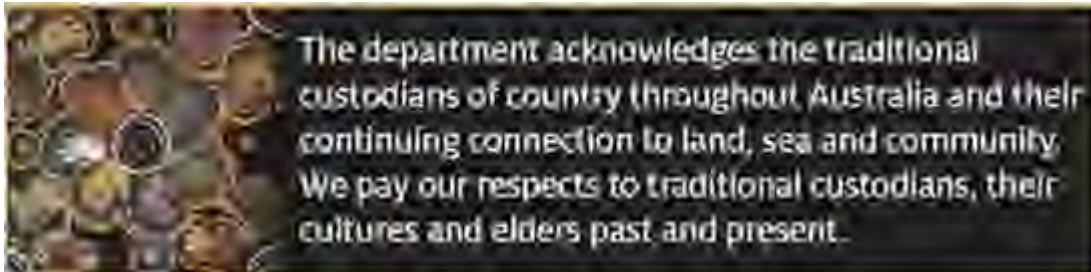 The department acknowledges the traditional
custodians of country throughout Australia and their
continuing connection to land, sea and community.
We pay our respects to traditional custodians, their
cultures and elders past and present.